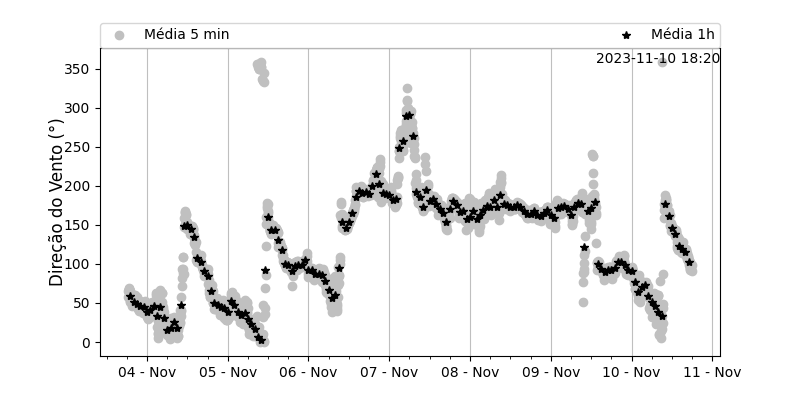 Média 5 min
Média 1h
2023-11-10 18:20
Direção do Vento (°)
350
300
250
200
150
100
50
0
04 - Nov
05 - Nov
06 - Nov
07 - Nov
08 - Nov
09 - Nov
10 - Nov
11 - Nov